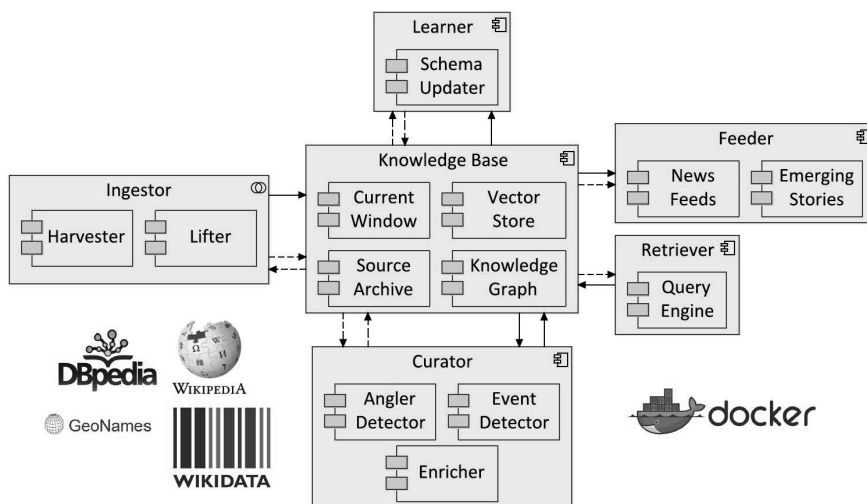 Learner
Schema
Updater
Knowledge Base
Current
Window
Vector
Store
Source
Archive
Knowledge
Graph
Ingestor
Harvester
Lifter
Feeder
News
Feeds
Emerging
Stories
Retriever
Query
Engine
Curator
Angler
Detector
Event
Detector
Enricher
DBpedia
WIKIPEDIA
GeoNames
WIKIDATA
docker